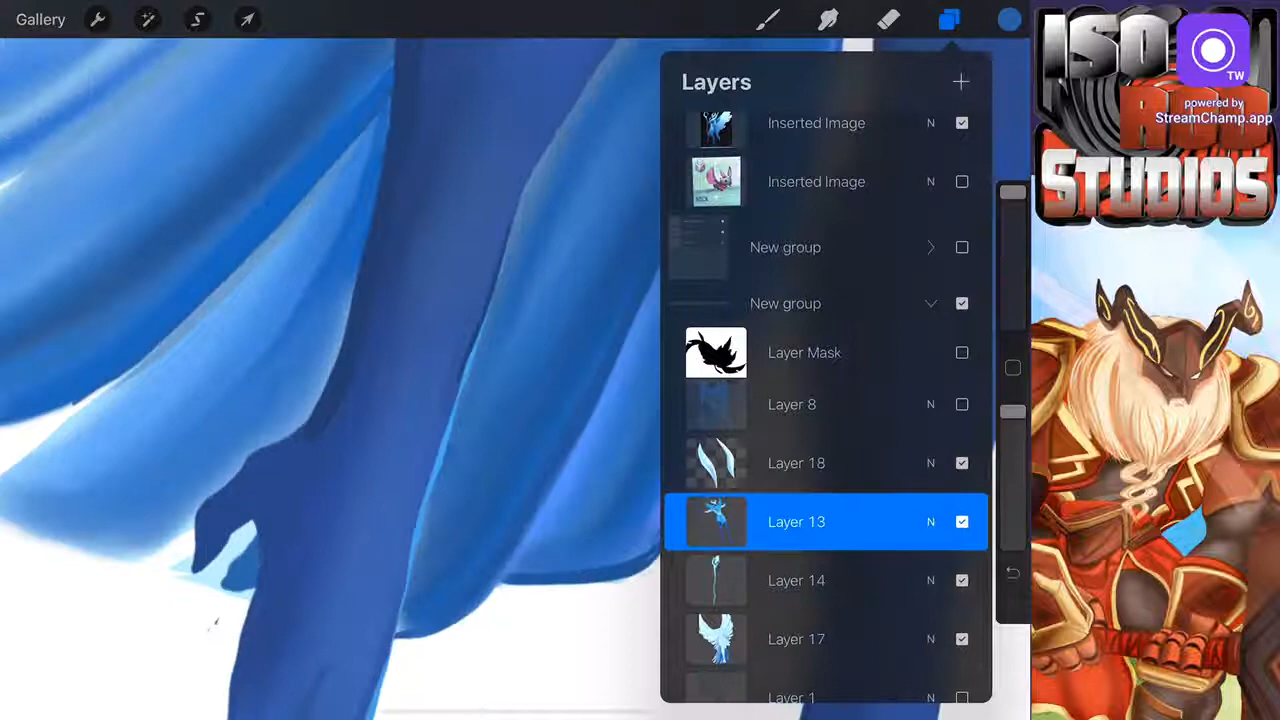 Gallery
Layers
Inserted Image N
Inserted Image N
New group
New group
Layer Mask
Layer 8 N
Layer 18 N
Layer 13 N
Layer 14 N
Layer 17 N
Layer 1 N
ISO
RED
STUDIOS
TW
powered by
StreamChamp.app